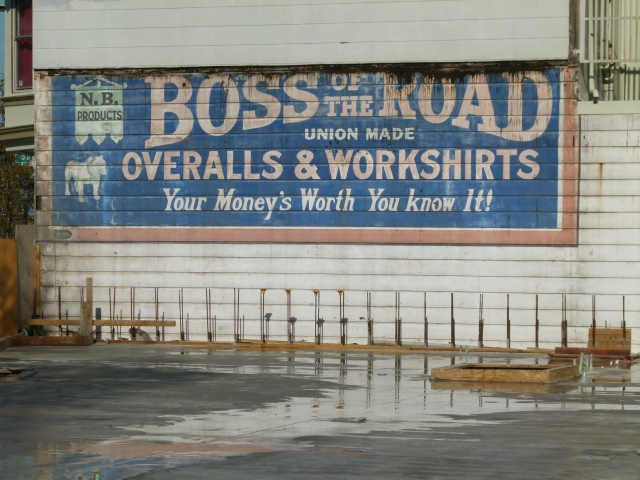 N.B.
PRODUCTS
BOSS OF THE ROAD
UNION MADE
OVERALLS & WORKSHIRTS
Your Money's Worth You know It!